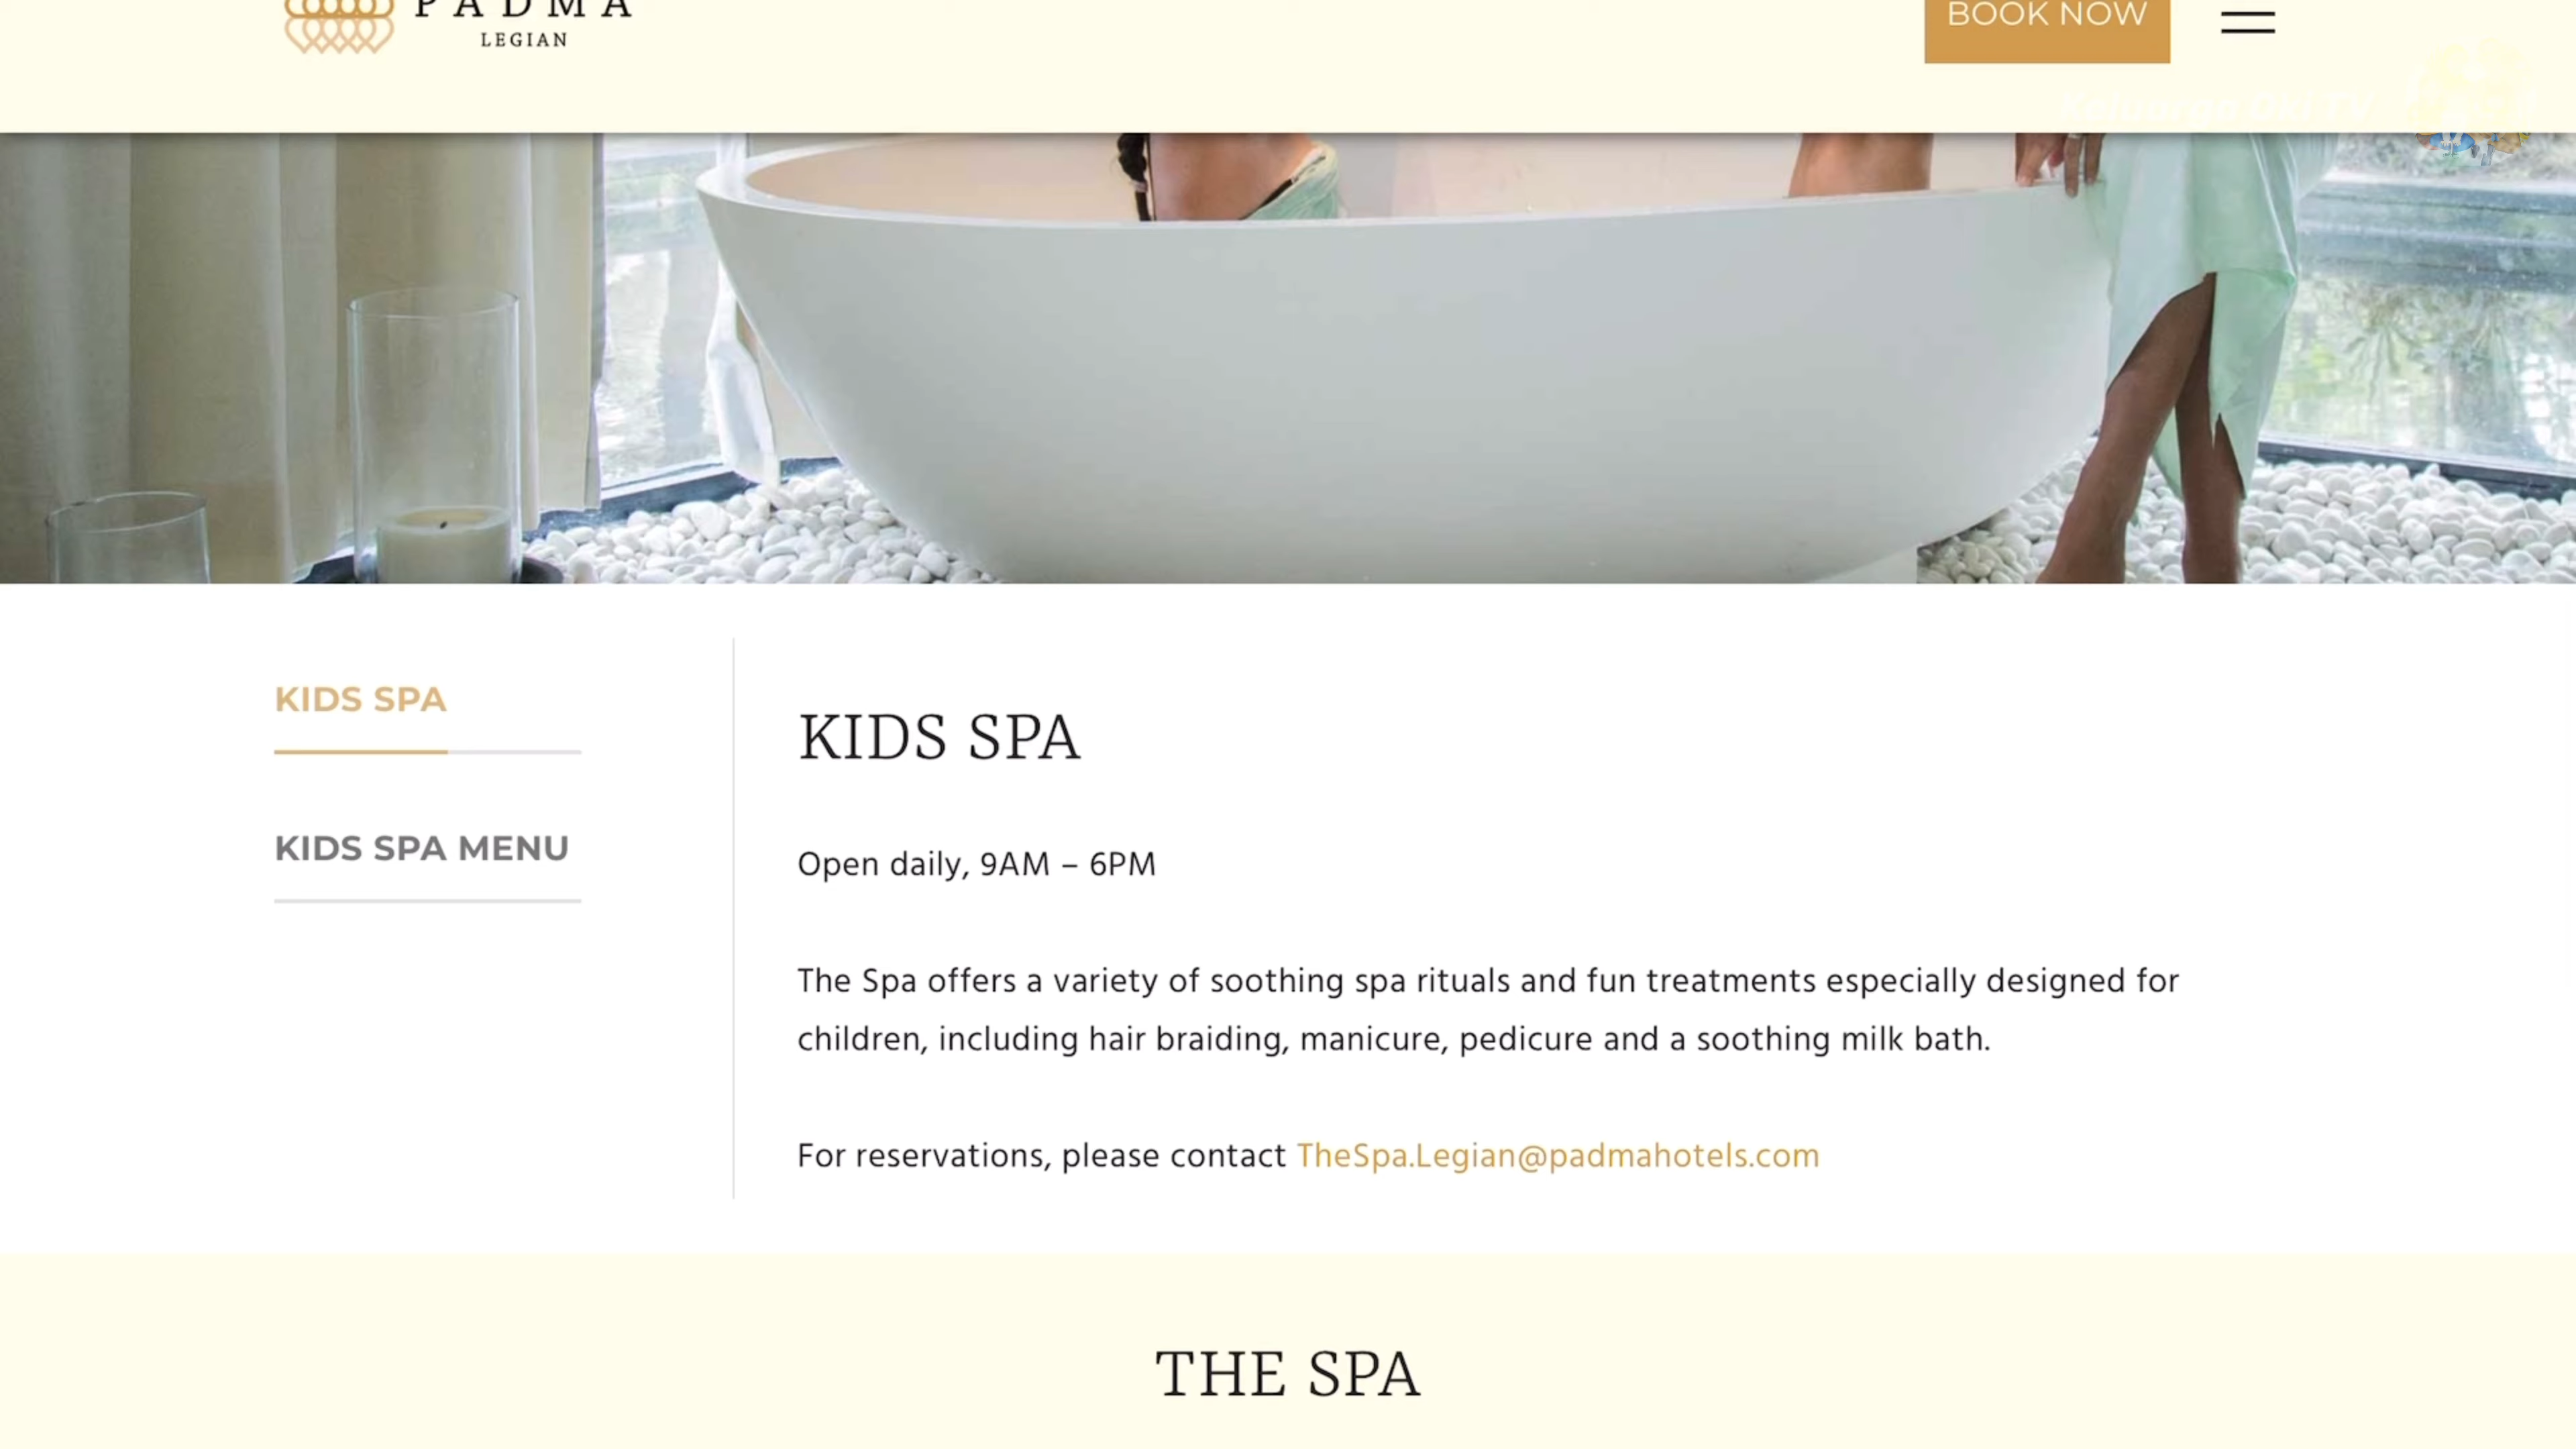 PADMA
LEGIAN
BOOK NOW
KIDS SPA
KIDS SPA MENU
KIDS SPA
Open daily, 9AM – 6PM
The Spa offers a variety of soothing spa rituals and fun treatments especially designed for
children, including hair braiding, manicure, pedicure and a soothing milk bath.
For reservations, please contact TheSpa.Legian@padmahotels.com
THE SPA